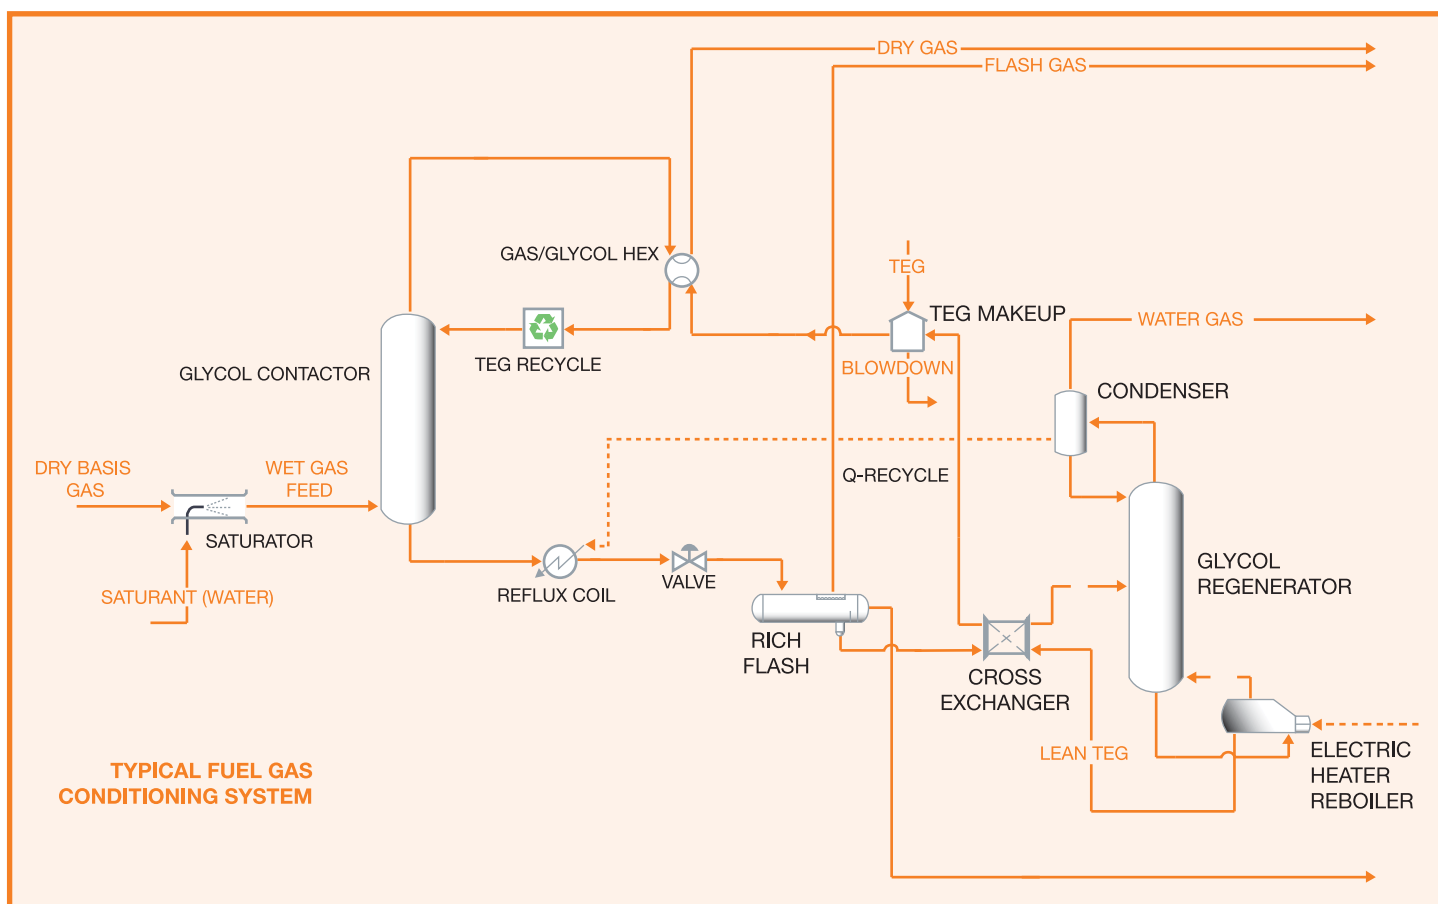 DRY GAS
FLASH GAS
GAS/GLYCOL HEX
TEG
TEG MAKEUP
WATER GAS
TEG RECYCLE
GLYCOL CONTACTOR
BLOWDOWN
CONDENSER
DRY BASIS
GAS
WET GAS
FEED
Q-RECYCLE
SATURATOR
GLYCOL
REGENERATOR
SATURANT (WATER)
REFLUX COIL
VALVE
RICH
FLASH
CROSS
EXCHANGER
LEAN TEG
ELECTRIC
HEATER
REBOILER
TYPICAL FUEL GAS
CONDITIONING SYSTEM